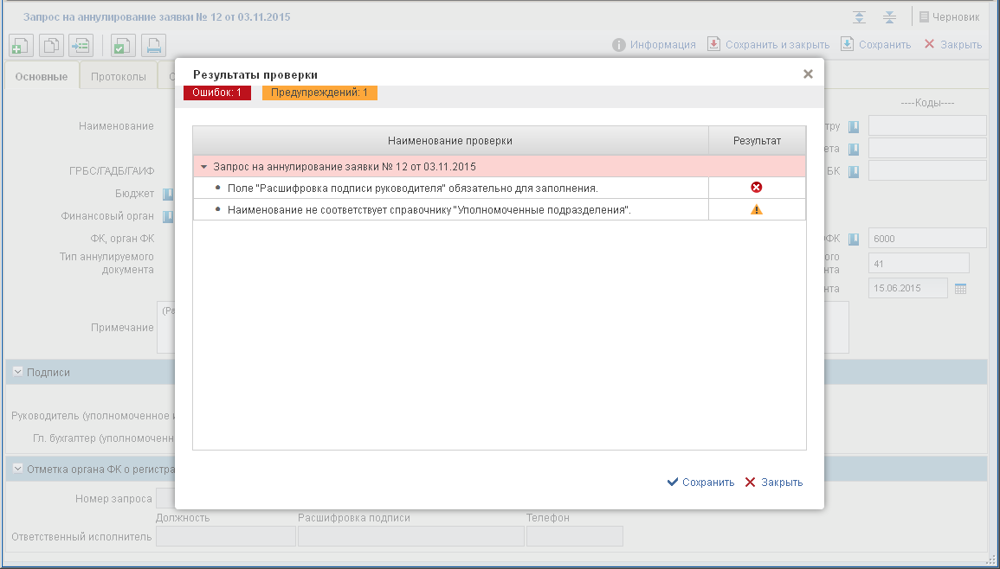 Запрос на аннулирование заявки № 12 от 03.11.2015
Черновик
Информация
Сохранить и закрыть
Сохранить
Закрыть
Основные
Протоколы
Результаты проверки
Ошибок: 1
Предупреждений: 1
----Коды----
Наименование
ГРБС/ГАДБ/ГАИФ
БК
Бюджет
Финансовый орган
ФК, орган ФК
6000
Тип аннулируемого
документа
41
15.06.2015
Примечание
Наименование проверки
Результат
Запрос на аннулирование заявки № 12 от 03.11.2015
Поле "Расшифровка подписи руководителя" обязательно для заполнения.
Наименование не соответствует справочнику "Уполномоченные подразделения".
Сохранить
Закрыть
Подписи
Руководитель (уполномоченное
Гл. бухгалтер (уполномоченн
Отметка органа ФК о регистра
Номер запроса
Должность
Расшифровка подписи
Телефон
Ответственный исполнитель